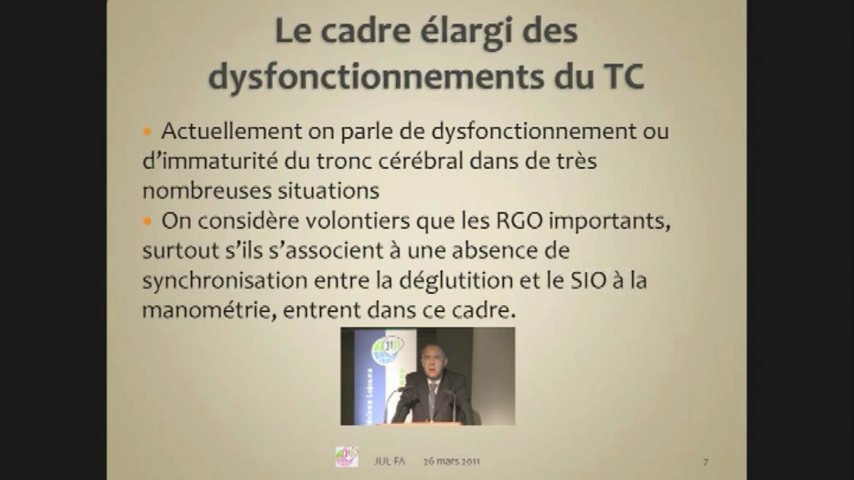 Le cadre élargi des
dysfonctionnements du TC
• Actuellement on parle de dysfonctionnement ou
d'immaturité du tronc cérébral dans de très
nombreuses situations
• On considère volontiers que les RGO importants,
surtout s'ils s'associent à une absence de
synchronisation entre la déglutition et le SIO à la
manométrie, entrent dans ce cadre.
JUL FA 26 mars 2011 7